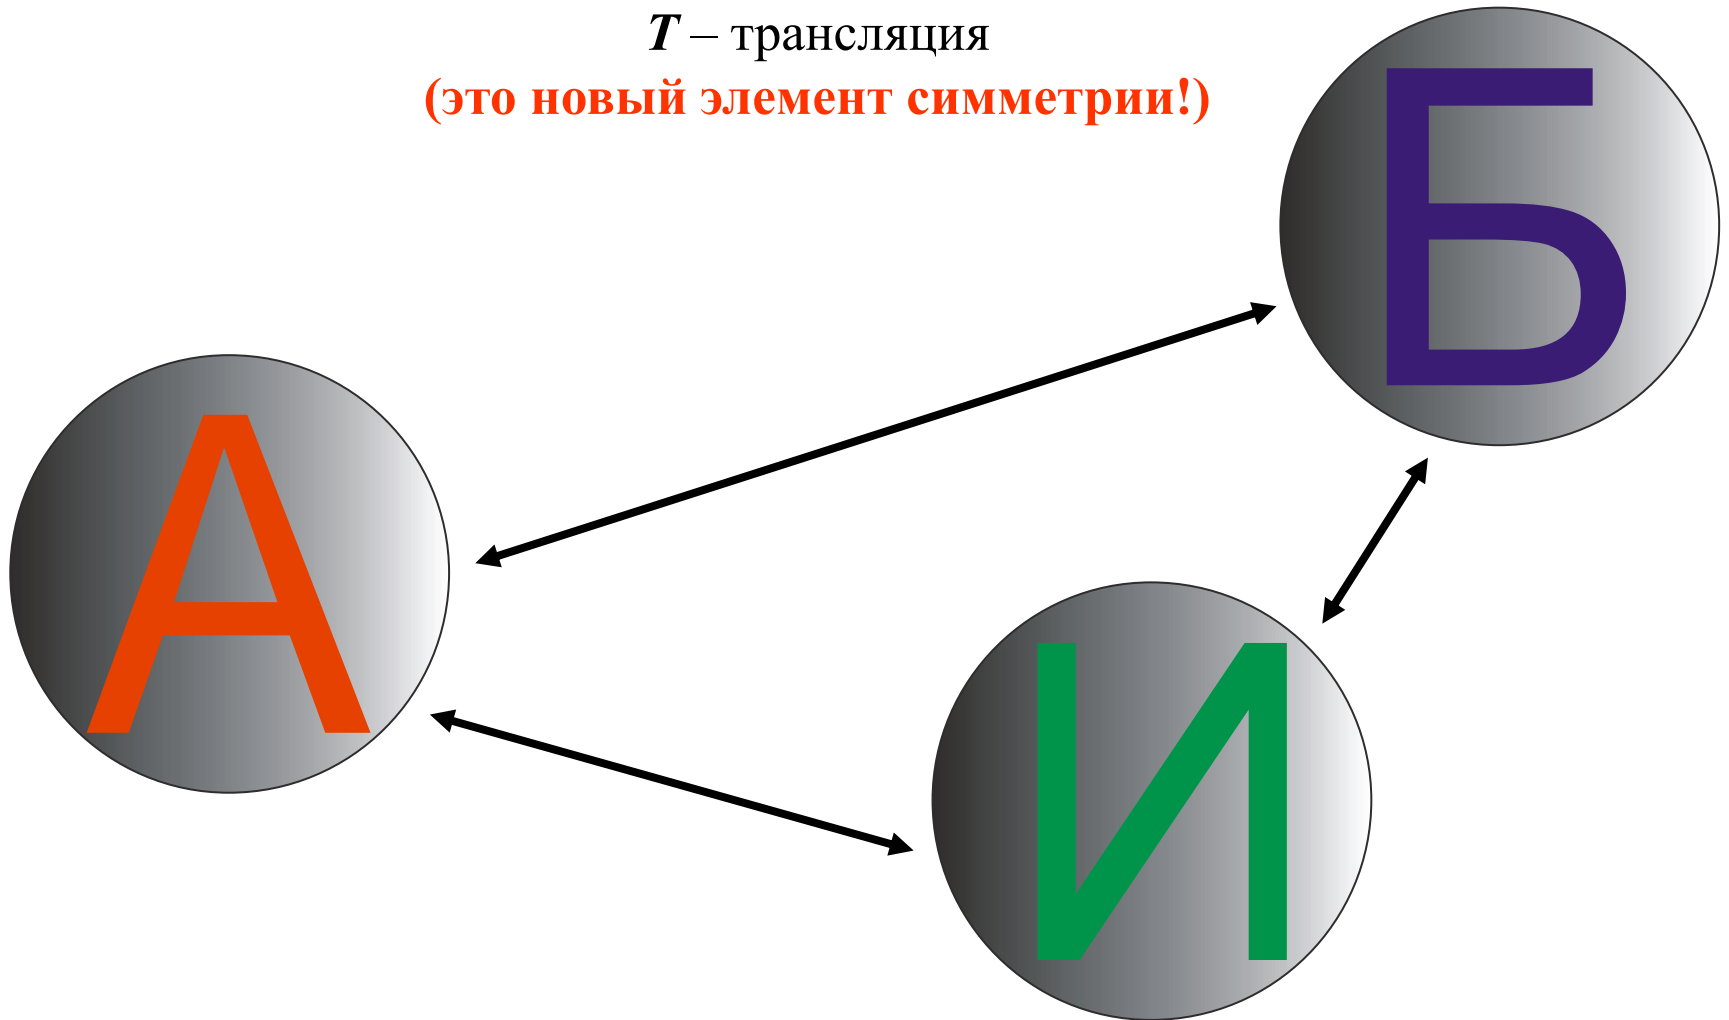 T – трансляция
(это новый элемент симметрии!)
Б
А
И